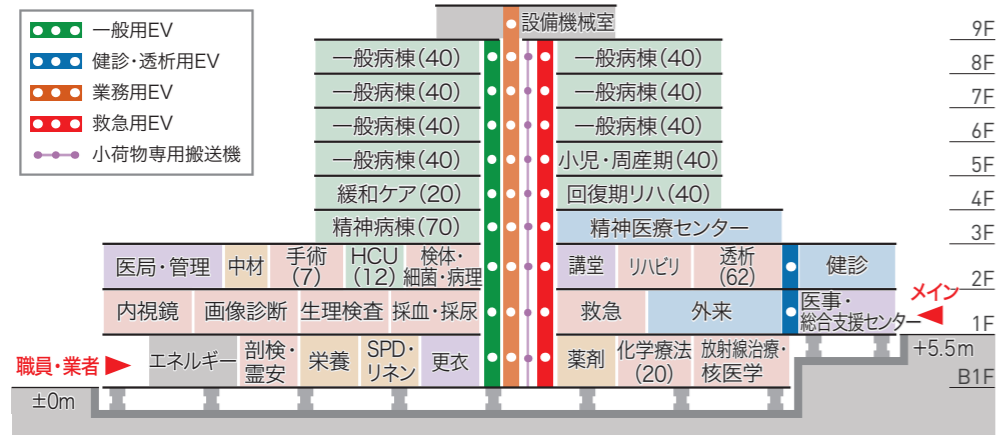 一般用EV
健診・透析用EV
業務用EV
救急用EV
小荷物専用搬送機
設備機械室
9F
一般病棟(40)
一般病棟(40)
8F
一般病棟(40)
一般病棟(40)
7F
一般病棟(40)
一般病棟(40)
6F
一般病棟(40)
小児・周産期(40)
5F
緩和ケア(20)
回復期リハ(40)
4F
精神病棟(70)
精神医療センター
3F
医局・管理
中材
手術
(7)
HCU
(12)
検体・
細菌・病理
講堂
リハビリ
透析
(62)
健診
2F
内視鏡
画像診断
生理検査
採血・採尿
救急
外来
医事・
総合支援センター
メイン
1F
職員・業者
エネルギー
剖検・
霊安
栄養
SPD・
リネン
更衣
薬剤
化学療法
(20)
放射線治療・
核医学
+5.5m
B1F
±0m